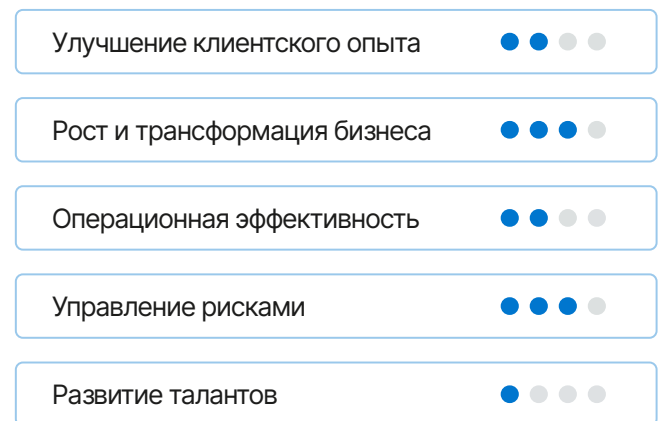 Улучшение клиентского опыта
Рост и трансформация бизнеса
Операционная эффективность
Управление рисками
Развитие талантов